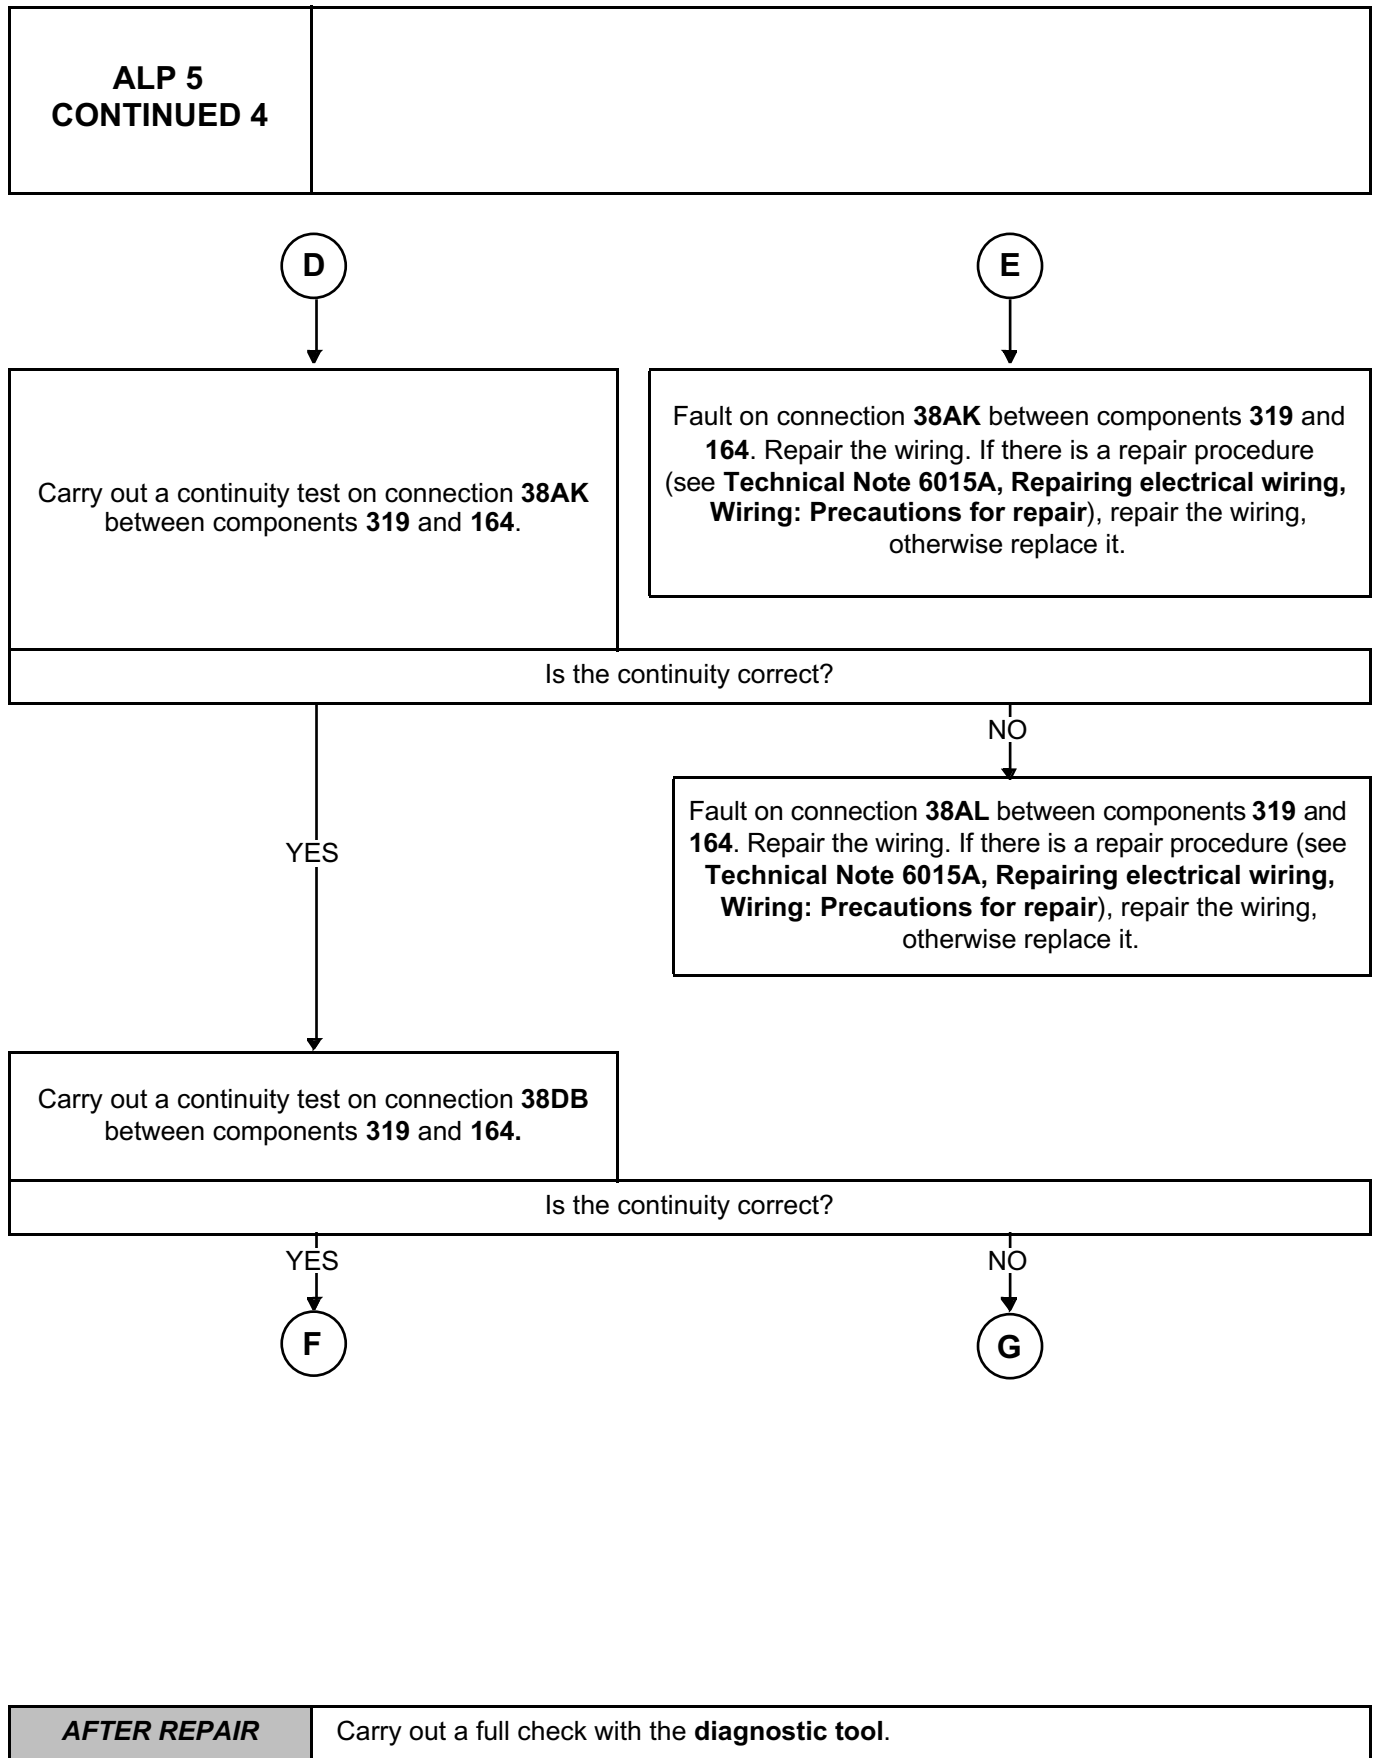 ALP 5
CONTINUED 4
D
E
Carry out a continuity test on connection 38AK
between components 319 and 164.
Fault on connection 38AK between components 319 and
164. Repair the wiring. If there is a repair procedure
(see Technical Note 6015A, Repairing electrical wiring,
Wiring: Precautions for repair), repair the wiring,
otherwise replace it.
Is the continuity correct?
NO
YES
Fault on connection 38AL between components 319 and
164. Repair the wiring. If there is a repair procedure (see
Technical Note 6015A, Repairing electrical wiring,
Wiring: Precautions for repair), repair the wiring,
otherwise replace it.
Carry out a continuity test on connection 38DB
between components 319 and 164.
Is the continuity correct?
YES
NO
F
G
AFTER REPAIR
Carry out a full check with the diagnostic tool.